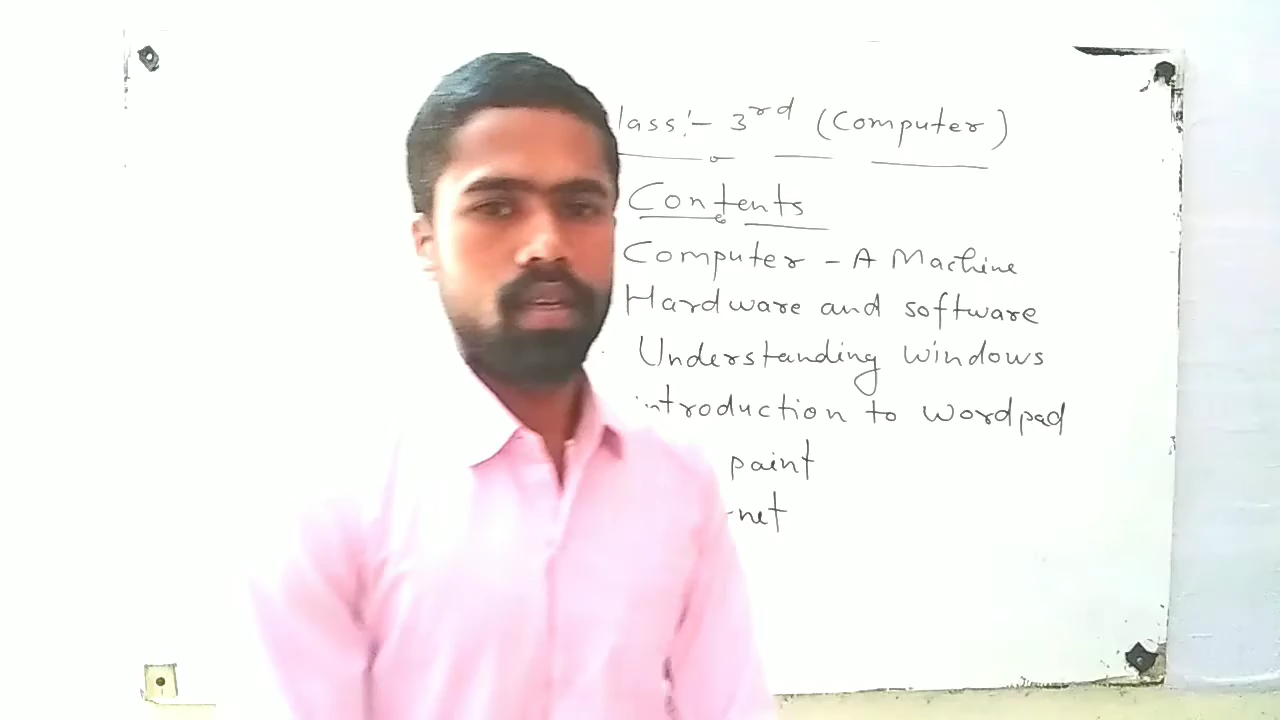 lass:- 3rd (Computer)
Contents
Computer - A Machine
Hardware and software
Understanding windows
introduction to wordpad
paint
-net